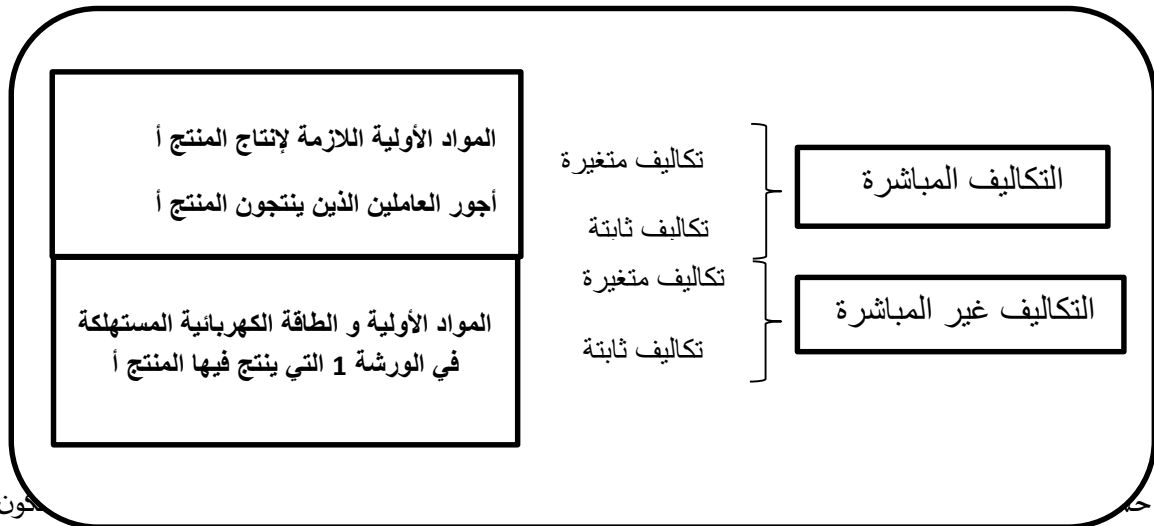 التكاليف المباشرة
تكاليف متغيرة
تكالبف ثابتة
المواد الأولية اللازمة لإنتاج المنتج أ
أجور العاملين الذين ينتجون المنتج أ
التكاليف غير المباشرة
تكاليف متغيرة
تكاليف ثابتة
المواد الأولية و الطاقة الكهربائية المستهلكة
في الورشة 1 التي ينتج فيها المنتج أ